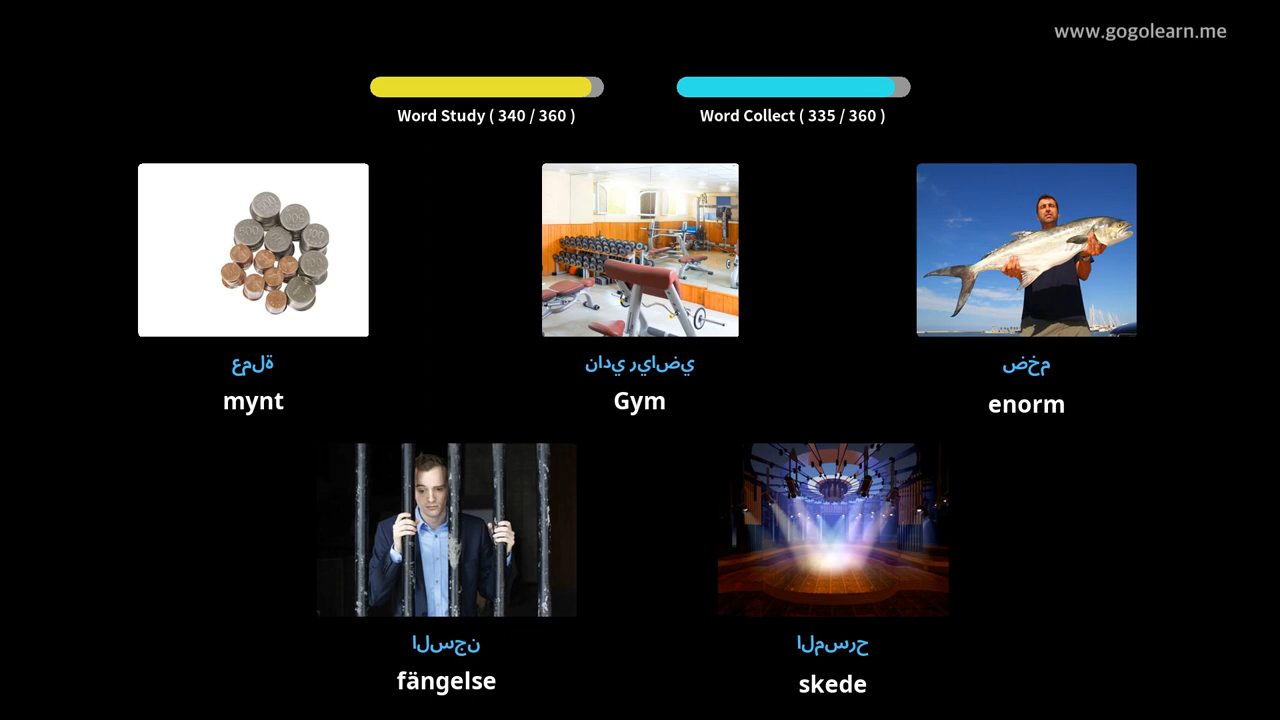 www.gogolearn.me
Word Study ( 340 / 360 )
Word Collect ( 335 / 360 )
عملة
نادي رياضي
ضخم
mynt
Gym
enorm
السجن
المسرح
fängelse
skede